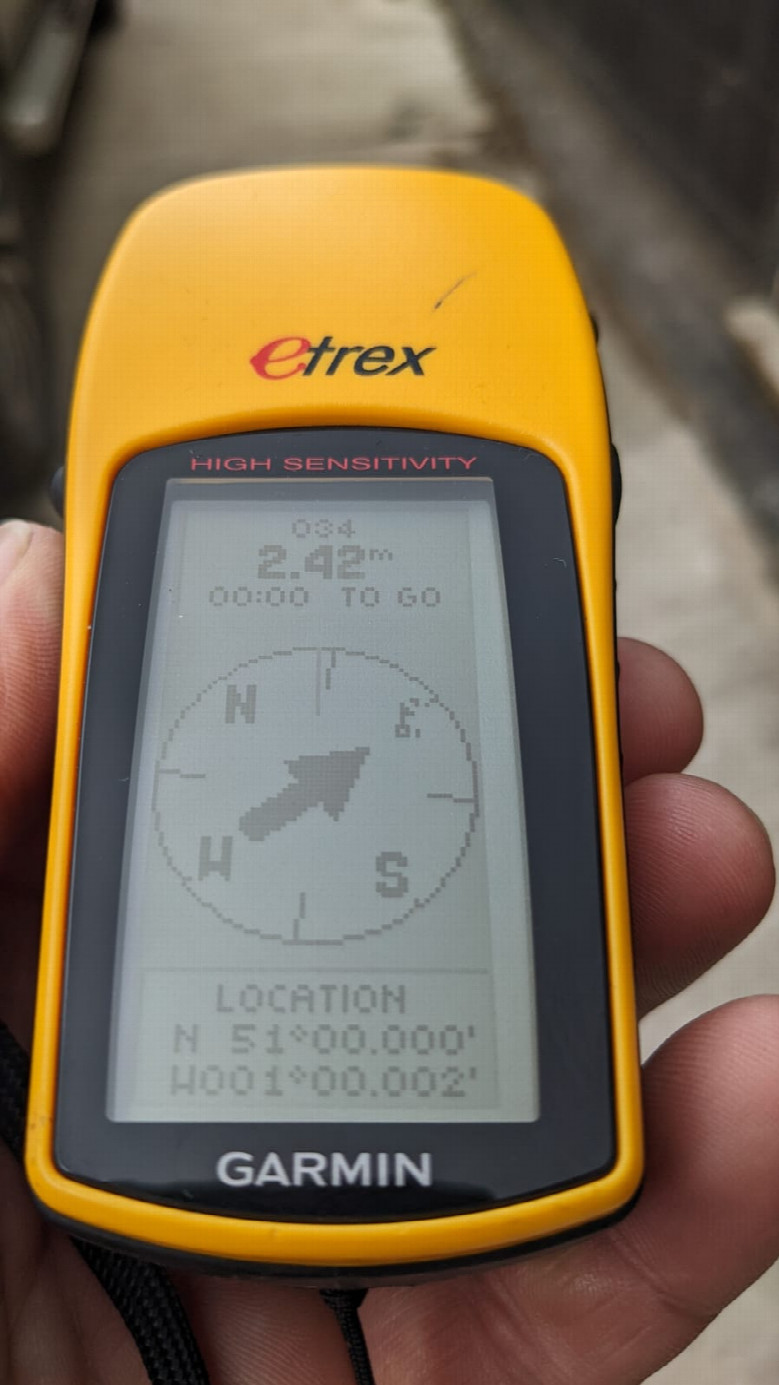 etrex
HIGH SENSITIVITY
034
2.42m
00:00 TO GO
N
W
S
LOCATION
N 51°00.000'
W001°00.002'
GARMIN